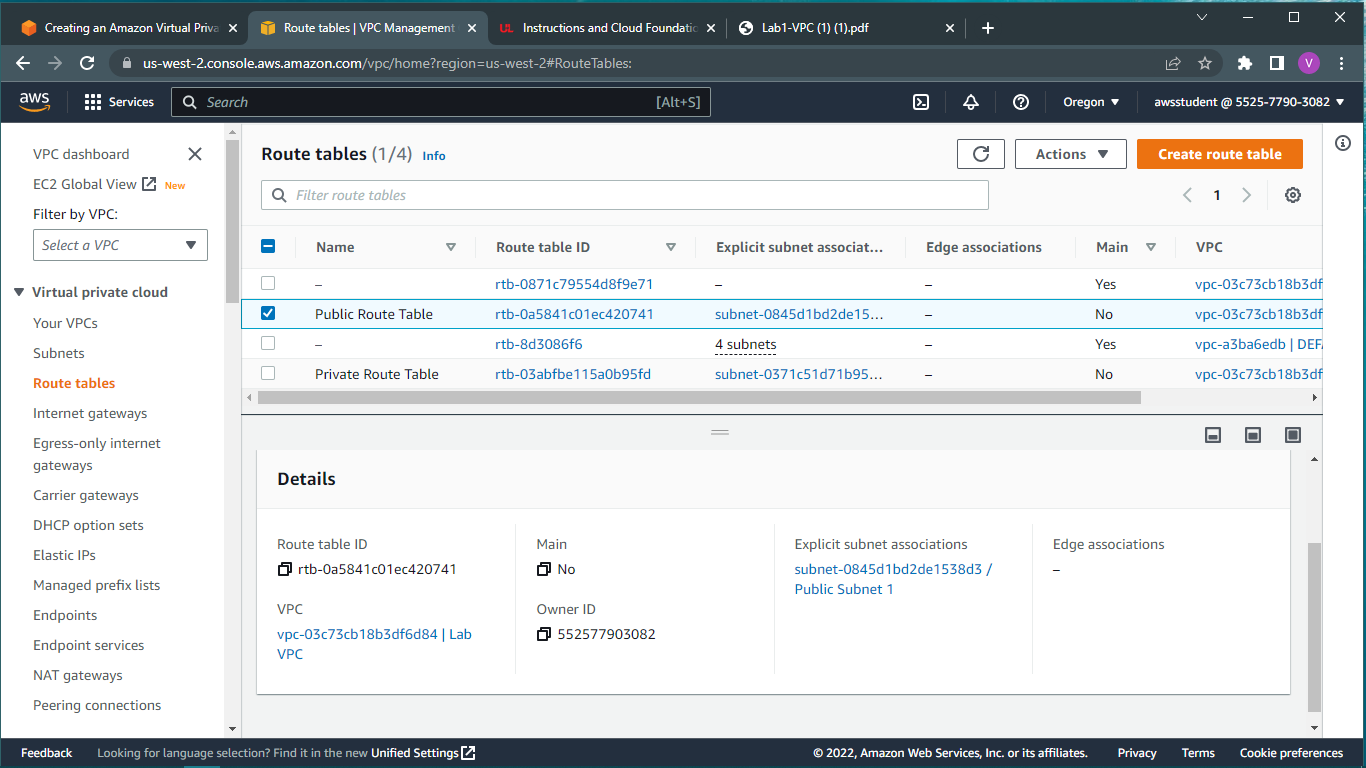 Creating an Amazon Virtual Priva
Route tables | VPC Management
UL Instructions and Cloud Foundatio
Lab1-VPC (1) (1).pdf
us-west-2.console.aws.amazon.com/vpc/home?region=us-west-2#RouteTables:
V
aws
Services
Search
[Alt+S]
Oregon
awsstudent @ 5525-7790-3082
VPC dashboard
EC2 Global View New
Filter by VPC:
Select a VPC
Virtual private cloud
Your VPCs
Subnets
Route tables
Internet gateways
Egress-only internet
gateways
Carrier gateways
DHCP option sets
Elastic IPs
Managed prefix lists
Endpoints
Endpoint services
NAT gateways
Peering connections
Route tables (1/4) Info
Actions
Create route table
Filter route tables
1
Name Route table ID Explicit subnet associat... Edge associations Main VPC
– rtb-0871c79554d8f9e71 – – Yes vpc-03c73cb18b3df
Public Route Table rtb-0a5841c01ec420741 subnet-0845d1bd2de15... – No vpc-03c73cb18b3df
– rtb-8d3086f6 4 subnets – Yes vpc-a3ba6edb | DEFA
Private Route Table rtb-03abfbe115a0b95fd subnet-0371c51d71b95... – No vpc-03c73cb18b3df
Details
Route table ID
rtb-0a5841c01ec420741
Main
No
Explicit subnet associations
subnet-0845d1bd2de1538d3 /
Public Subnet 1
Edge associations
–
VPC
vpc-03c73cb18b3df6d84 | Lab
VPC
Owner ID
552577903082
Feedback
Looking for language selection? Find it in the new Unified Settings
© 2022, Amazon Web Services, Inc. or its affiliates.
Privacy
Terms
Cookie preferences